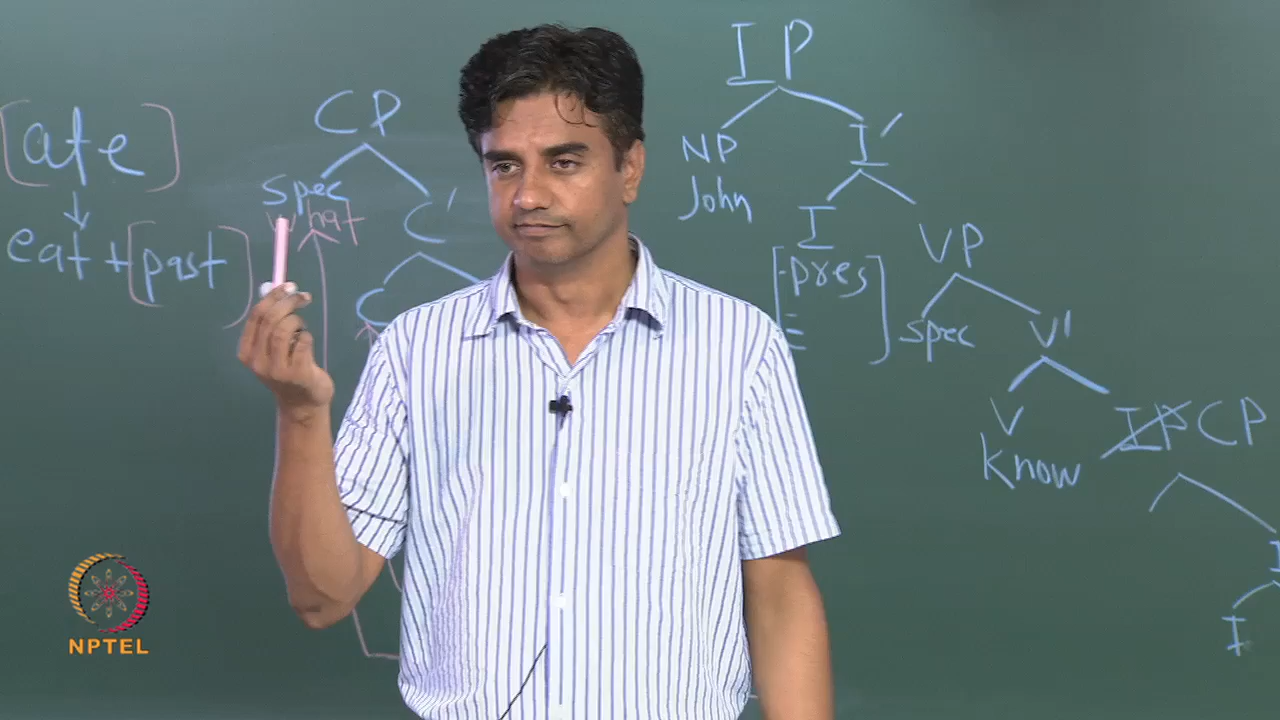 [ate]
eat + [past]
CP
Spec
what
C'
C
IP
NP
John
I'
I
[-pres]
VP
Spec
V'
V
know
IP CP
I
NPTEL